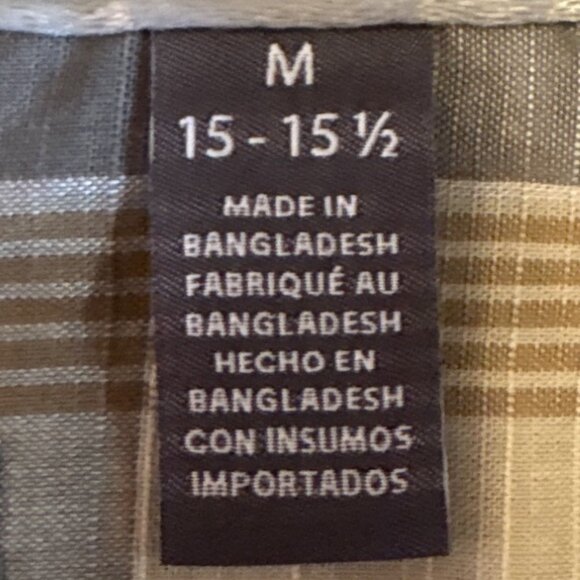 M
15 - 15 ½
MADE IN
BANGLADESH
FABRIQUÉ AU
BANGLADESH
HECHO EN
BANGLADESH
CON INSUMOS
IMPORTADOS